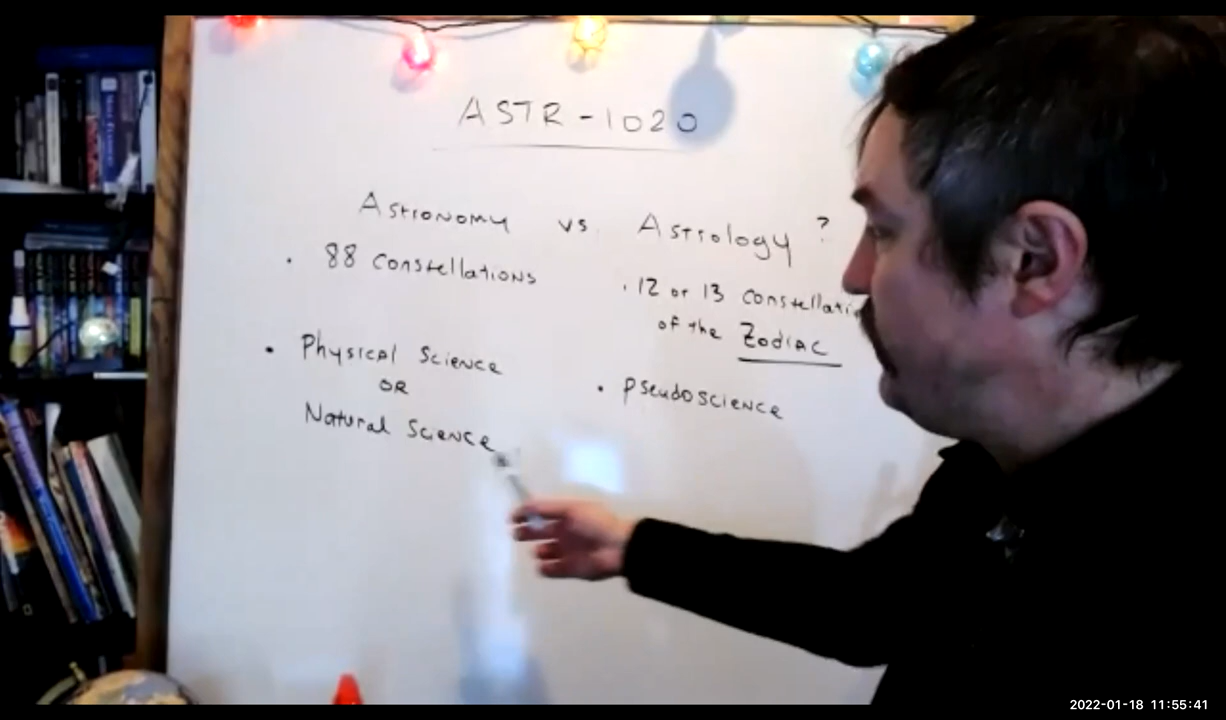 ASTR-1020
Astronomy vs Astrology ?
• 88 constellations
• 12 or 13 constellati
of the Zodiac
• Physical Science
OR
Natural Science
• Pseudoscience
2022-01-18 11:55:41